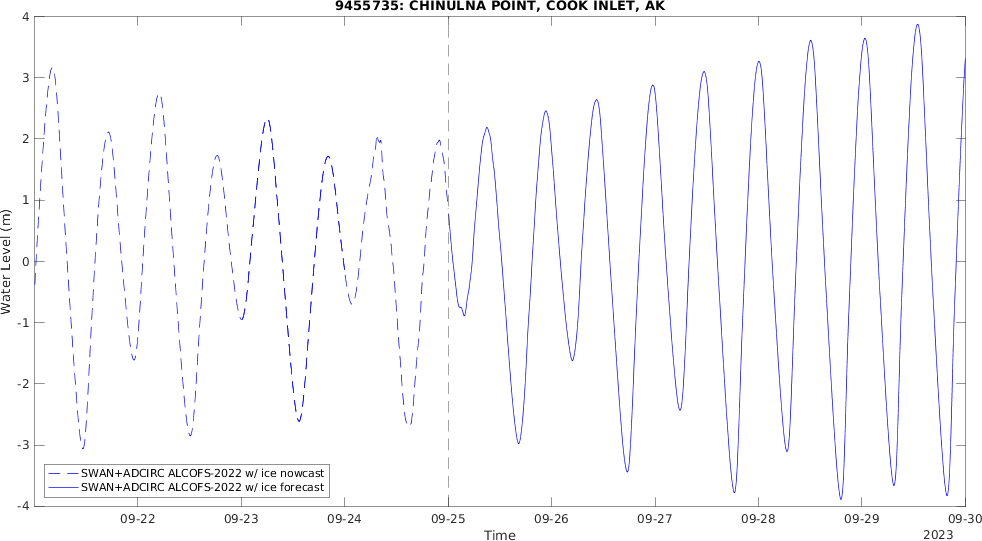 9455735: CHINULNA POINT, COOK INLET, AK
Water Level (m)
4
3
2
1
0
-1
-2
-3
-4
SWAN+ADCIRC ALCOFS-2022 w/ ice nowcast
SWAN+ADCIRC ALCOFS-2022 w/ ice forecast
09-22 09-23 09-24 09-25 09-26 09-27 09-28 09-29 09-30
Time
2023